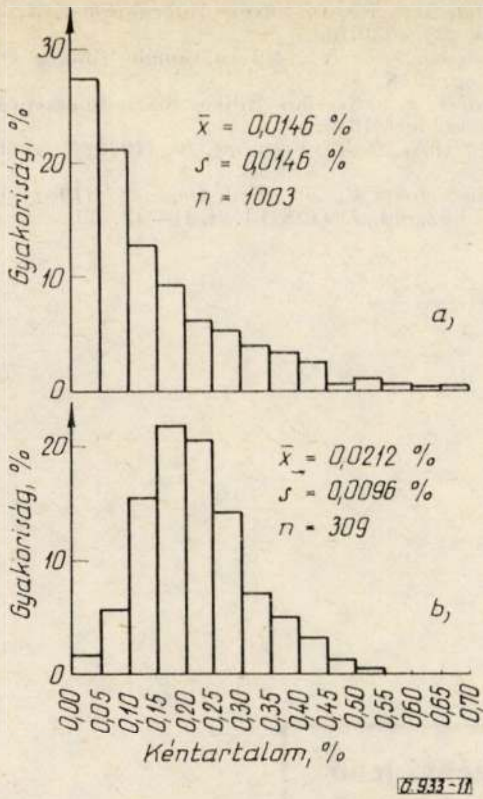 Gyakoriság, %
30
20
10
0
x̄ = 0,0146 %
s = 0,0146 %
n = 1003
a,
Gyakoriság, %
20
10
0
x̄ = 0,0212 %
s = 0,0096 %
n = 309
b,
0,00 0,05 0,10 0,15 0,20 0,25 0,30 0,35 0,40 0,45 0,50 0,55 0,60 0,65 0,70
Kéntartalom, %
Ö.933-11